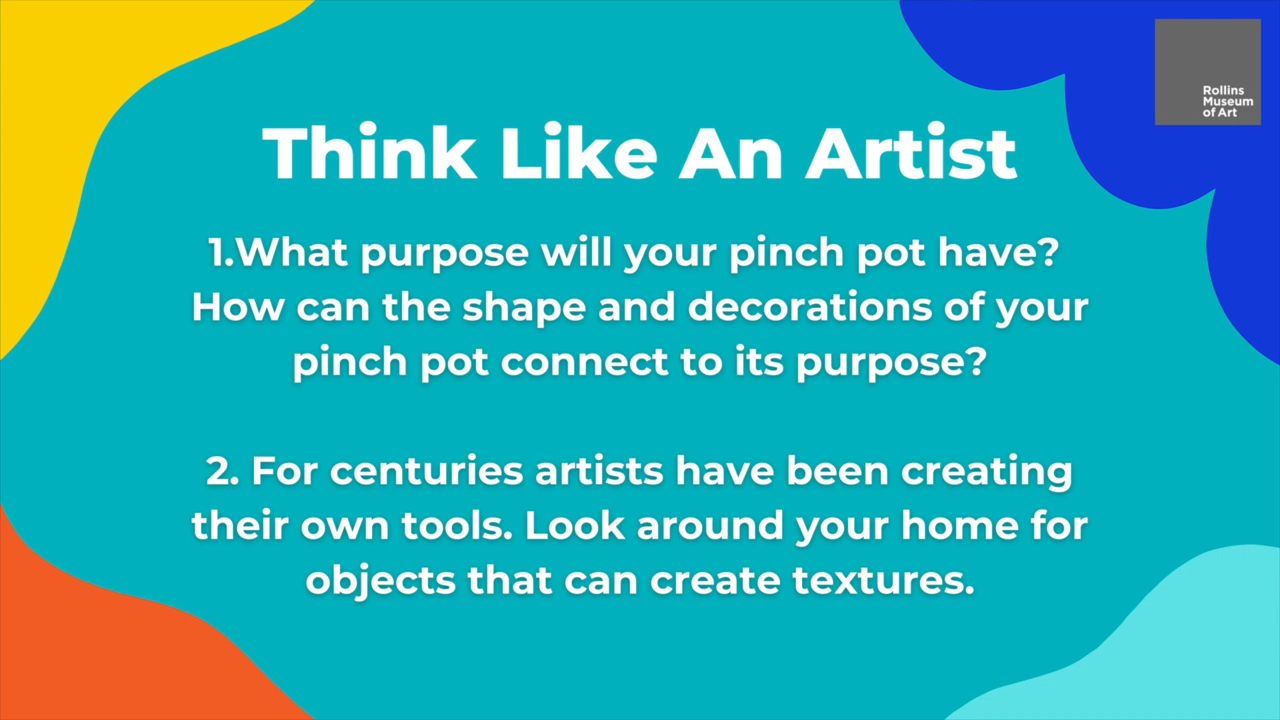 Rollins
Museum
of Art
Think Like An Artist
1.What purpose will your pinch pot have?
How can the shape and decorations of your
pinch pot connect to its purpose?
2. For centuries artists have been creating
their own tools. Look around your home for
objects that can create textures.